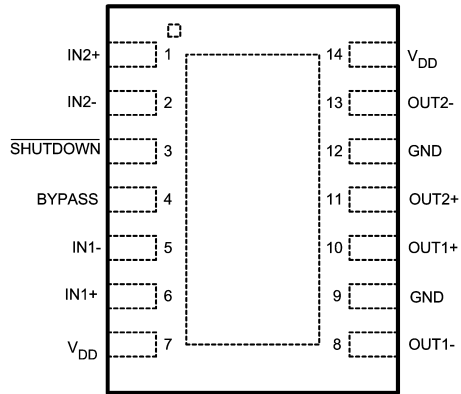 IN2+ 1 14 VDD
IN2- 2 13 OUT2-
SHUTDOWN 3 12 GND
BYPASS 4 11 OUT2+
IN1- 5 10 OUT1+
IN1+ 6 9 GND
VDD 7 8 OUT1-